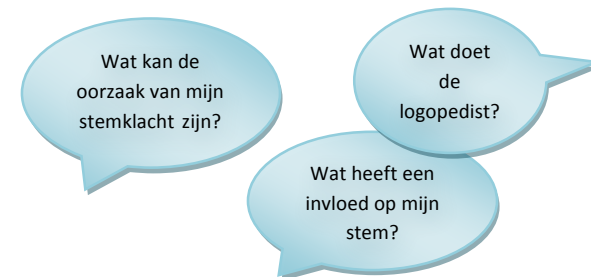 Wat kan de
oorzaak van mijn
stemklacht zijn?
Wat doet
de
logopedist?
Wat heeft een
invloed op mijn
stem?